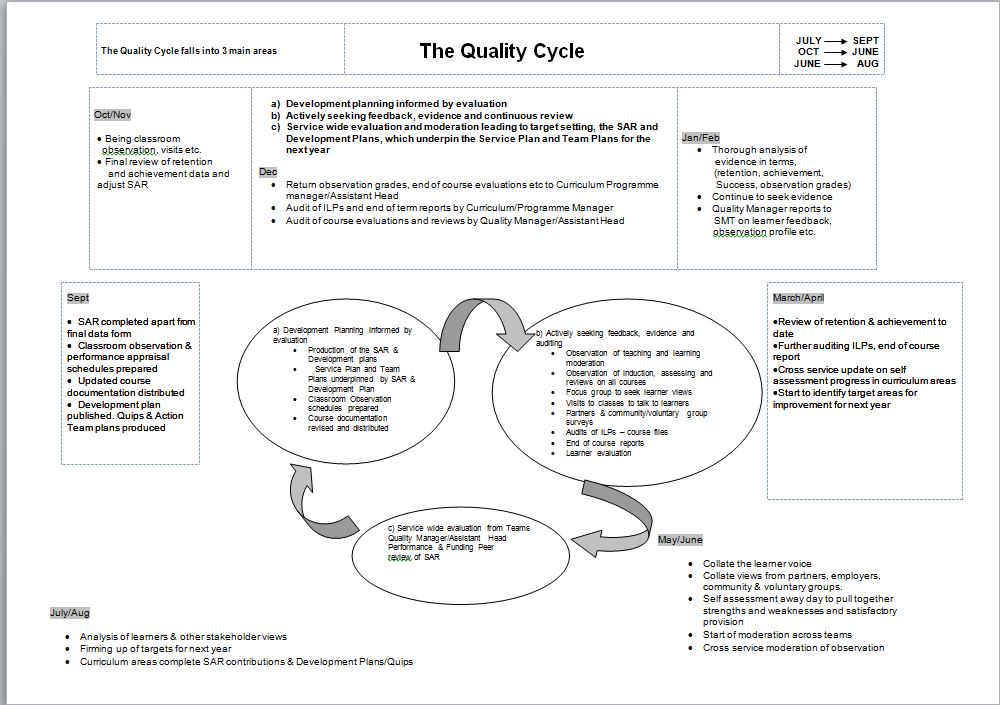 The Quality Cycle falls into 3 main areas
The Quality Cycle
JULY → SEPT
OCT → JUNE
JUNE → AUG
Oct/Nov
• Being classroom
observation, visits etc.
• Final review of retention
and achievement data and
adjust SAR
a) Development planning informed by evaluation
b) Actively seeking feedback, evidence and continuous review
c) Service wide evaluation and moderation leading to target setting, the SAR and
Development Plans, which underpin the Service Plan and Team Plans for the
next year
Dec
• Return observation grades, end of course evaluations etc to Curriculum Programme
manager/Assistant Head
• Audit of ILPs and end of term reports by Curriculum/Programme Manager
• Audit of course evaluations and reviews by Quality Manager/Assistant Head
Jan/Feb
• Thorough analysis of
evidence in terms,
(retention, achievement,
Success, observation grades)
• Continue to seek evidence
• Quality Manager reports to
SMT on learner feedback,
observation profile etc.
Sept
• SAR completed apart from
final data form
• Classroom observation &
performance appraisal
schedules prepared
• Updated course
documentation distributed
• Development plan
published. Quips & Action
Team plans produced
a) Development Planning Informed by
evaluation
• Production of the SAR &
Development plans
• Service Plan and Team
Plans underpinned by SAR &
Development Plan
• Classroom Observation
schedules prepared
• Course documentation
revised and distributed
b) Actively seeking feedback, evidence and
auditing
• Observation of teaching and learning
moderation
• Observation of Induction, assessing and
reviews on all courses
• Focus group to seek learner views
• Visits to classes to talk to learners
• Partners & community/voluntary group
surveys
• Audits of ILPs – course files
• End of course reports
• Learner evaluation
March/April
•Review of retention & achievement to
date
•Further auditing ILPs, end of course
report
•Cross service update on self
assessment progress in curriculum areas
•Start to identify target areas for
improvement for next year
c) Service wide evaluation from Teams
Quality Manager/Assistant Head
Performance & Funding Peer
review of SAR
May/June
• Collate the learner voice
• Collate views from partners, employers,
community & voluntary groups.
• Self assessment away day to pull together
strengths and weaknesses and satisfactory
provision
• Start of moderation across teams
• Cross service moderation of observation
July/Aug
• Analysis of learners & other stakeholder views
• Firming up of targets for next year
• Curriculum areas complete SAR contributions & Development Plans/Quips